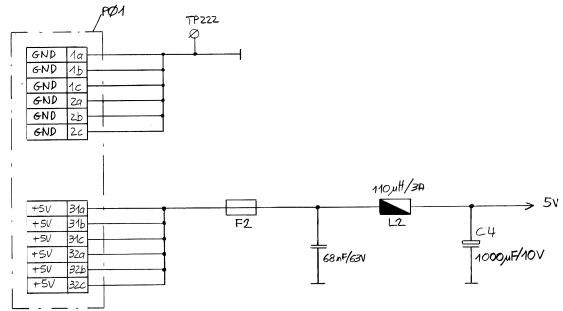 PØ1
TP222
GND 1a
GND 1b
GND 1c
GND 2a
GND 2b
GND 2c
+5V 31a
+5V 31b
+5V 31c
+5V 32a
+5V 32b
+5V 32c
F2
68nF/63V
110µH/3A
L2
5V
C4
1000µF/10V